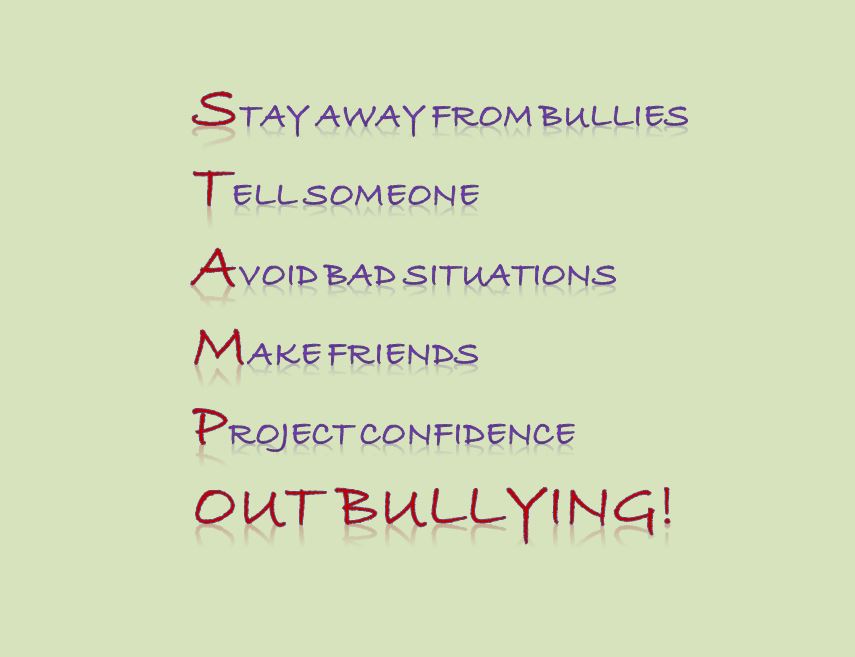 STAY AWAY FROM BULLIES
TELL SOMEONE
AVOID BAD SITUATIONS
MAKE FRIENDS
PROJECT CONFIDENCE
OUT BULLYING!